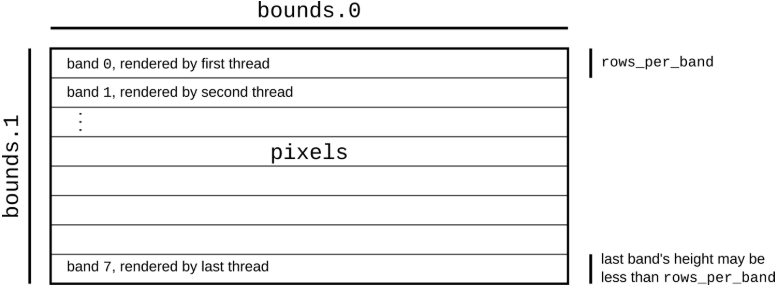 bounds.0
band 0, rendered by first thread
rows_per_band
band 1, rendered by second thread
⋮
bounds.1
pixels
band 7, rendered by last thread
last band's height may be
less than rows_per_band